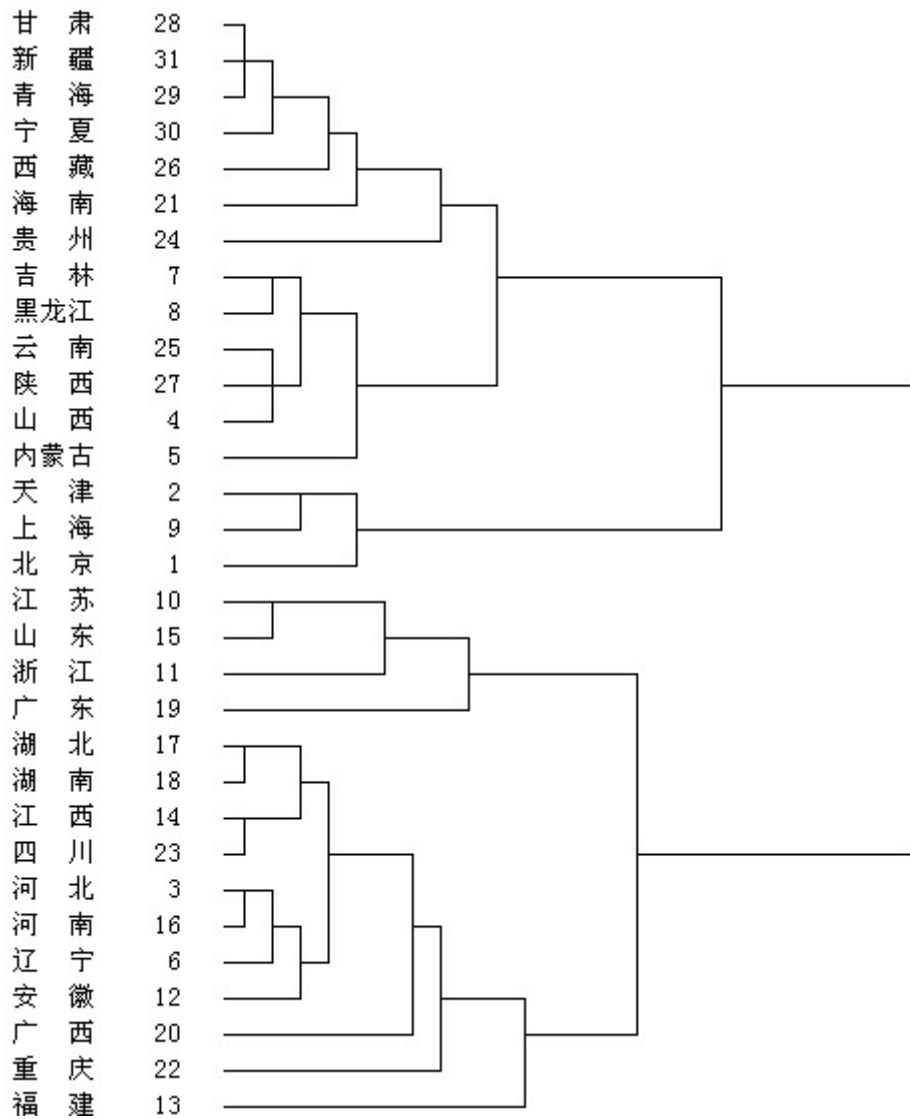 甘 肃 28
新 疆 31
青 海 29
宁 夏 30
西 藏 26
海 南 21
贵 州 24
吉 林 7
黑龙江 8
云 南 25
陕 西 27
山 西 4
内蒙古 5
天 津 2
上 海 9
北 京 1
江 苏 10
山 东 15
浙 江 11
广 东 19
湖 北 17
湖 南 18
江 西 14
四 川 23
河 北 3
河 南 16
辽 宁 6
安 徽 12
广 西 20
重 庆 22
福 建 13